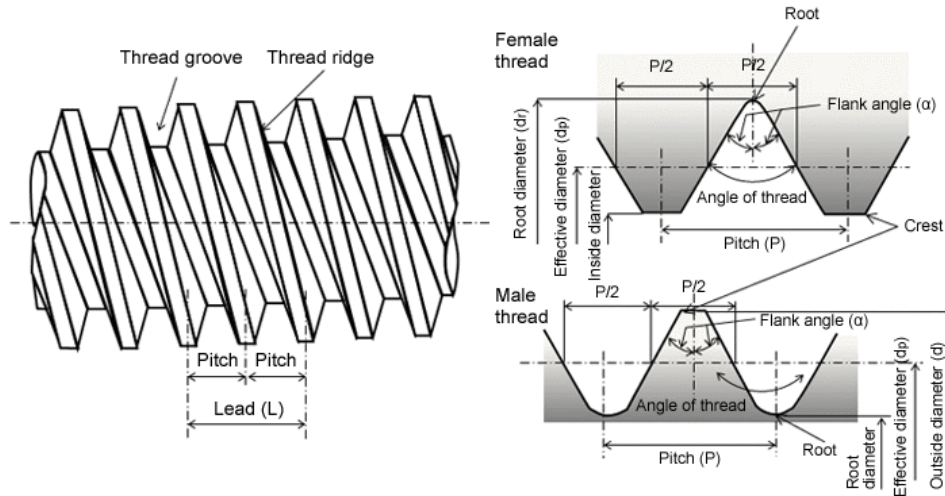 Thread groove
Thread ridge
Pitch
Pitch
Lead (L)
Female
thread
Root
P/2
P/2
Flank angle (α)
Root diameter (dr)
Effective diameter (dp)
Inside diameter
Angle of thread
Crest
Pitch (P)
Male
thread
P/2
P/2
Flank angle (α)
Angle of thread
Root
Pitch (P)
Root
diameter
Effective diameter (dp)
Outside diameter (d)